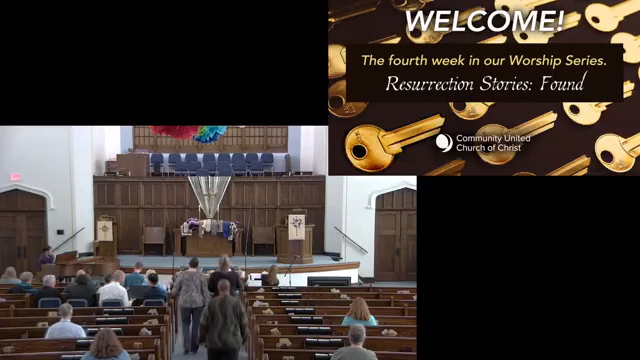 WELCOME!
The fourth week in our Worship Series.
Resurrection Stories: Found
Community United
Church of Christ